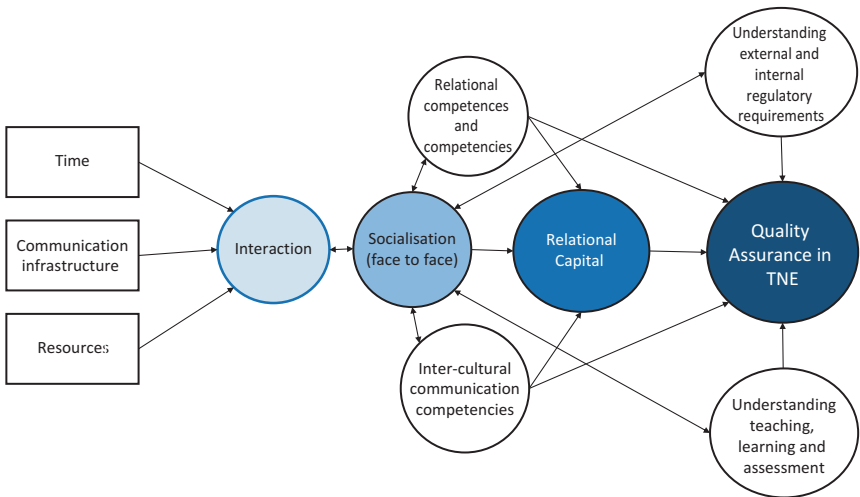 Time
Communication
infrastructure
Resources
Interaction
Socialisation
(face to face)
Relational
competences
and
competencies
Inter-cultural
communication
competencies
Relational
Capital
Understanding
external and
internal
regulatory
requirements
Quality
Assurance in
TNE
Understanding
teaching,
learning and
assessment